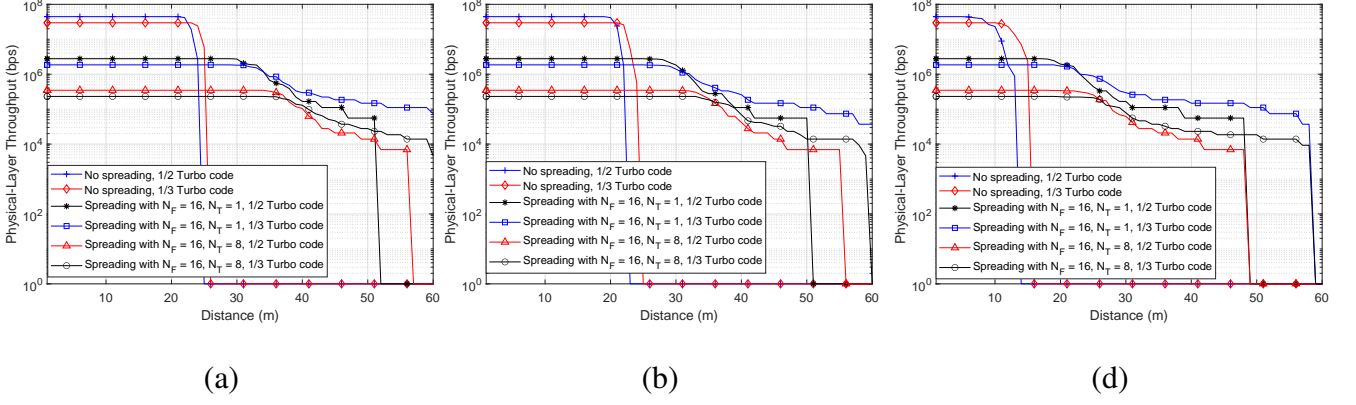 10^8
10^6
10^4
10^2
10^0
Physical-Layer Throughput (bps)
No spreading, 1/2 Turbo code
No spreading, 1/3 Turbo code
Spreading with N_F = 16, N_T = 1, 1/2 Turbo code
Spreading with N_F = 16, N_T = 1, 1/3 Turbo code
Spreading with N_F = 16, N_T = 8, 1/2 Turbo code
Spreading with N_F = 16, N_T = 8, 1/3 Turbo code
10 20 30 40 50 60
Distance (m)
(a)
10^8
10^6
10^4
10^2
10^0
Physical-Layer Throughput (bps)
No spreading, 1/2 Turbo code
No spreading, 1/3 Turbo code
Spreading with N_F = 16, N_T = 1, 1/2 Turbo code
Spreading with N_F = 16, N_T = 1, 1/3 Turbo code
Spreading with N_F = 16, N_T = 8, 1/2 Turbo code
Spreading with N_F = 16, N_T = 8, 1/3 Turbo code
10 20 30 40 50 60
Distance (m)
(b)
10^8
10^6
10^4
10^2
10^0
Physical-Layer Throughput (bps)
No spreading, 1/2 Turbo code
No spreading, 1/3 Turbo code
Spreading with N_F = 16, N_T = 1, 1/2 Turbo code
Spreading with N_F = 16, N_T = 1, 1/3 Turbo code
Spreading with N_F = 16, N_T = 8, 1/2 Turbo code
Spreading with N_F = 16, N_T = 8, 1/3 Turbo code
10 20 30 40 50 60
Distance (m)
(d)